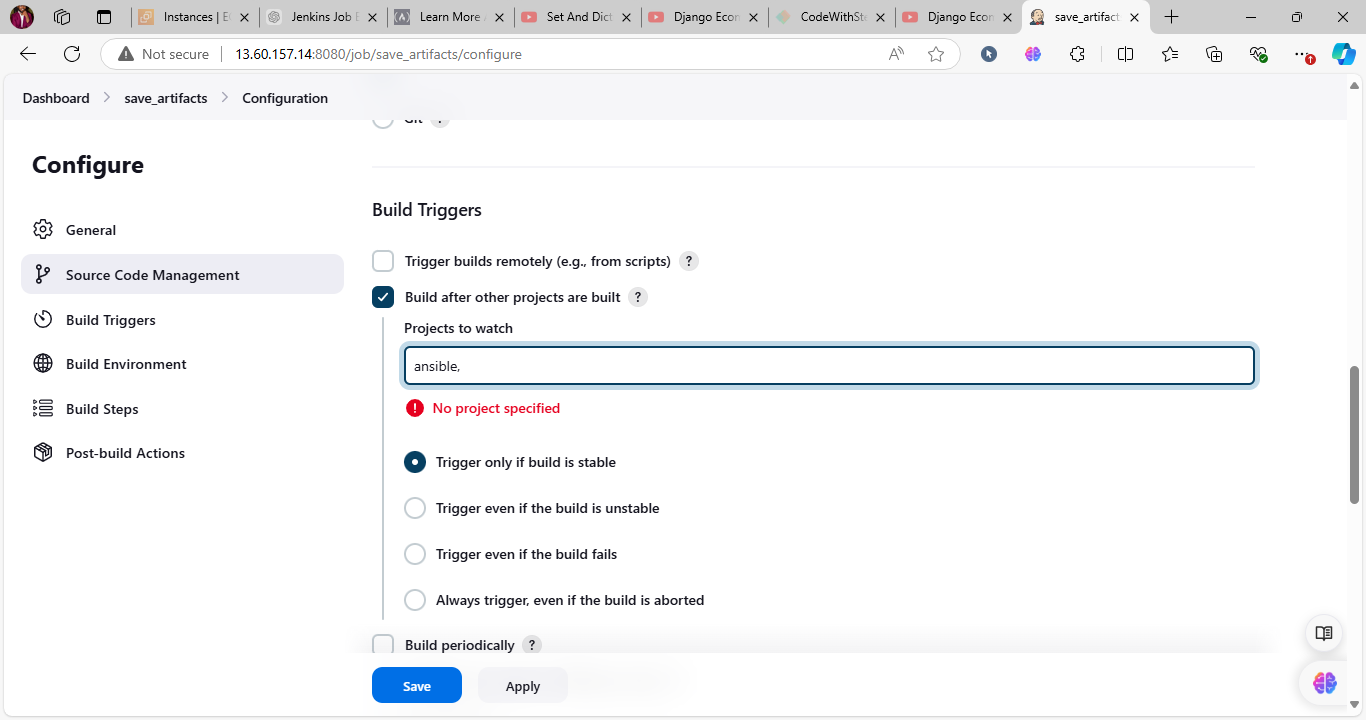 Instances | E
Jenkins Job E
Learn More
Set And Dict
Django Econ
CodeWithSt
Django Econ
save_artifact
Not secure
13.60.157.14:8080/job/save_artifacts/configure
Dashboard
save_artifacts
Configuration
Git ?
Configure
General
Source Code Management
Build Triggers
Build Environment
Build Steps
Post-build Actions
Build Triggers
Trigger builds remotely (e.g., from scripts) ?
Build after other projects are built ?
Projects to watch
ansible,
No project specified
Trigger only if build is stable
Trigger even if the build is unstable
Trigger even if the build fails
Always trigger, even if the build is aborted
Build periodically ?
Save
Apply